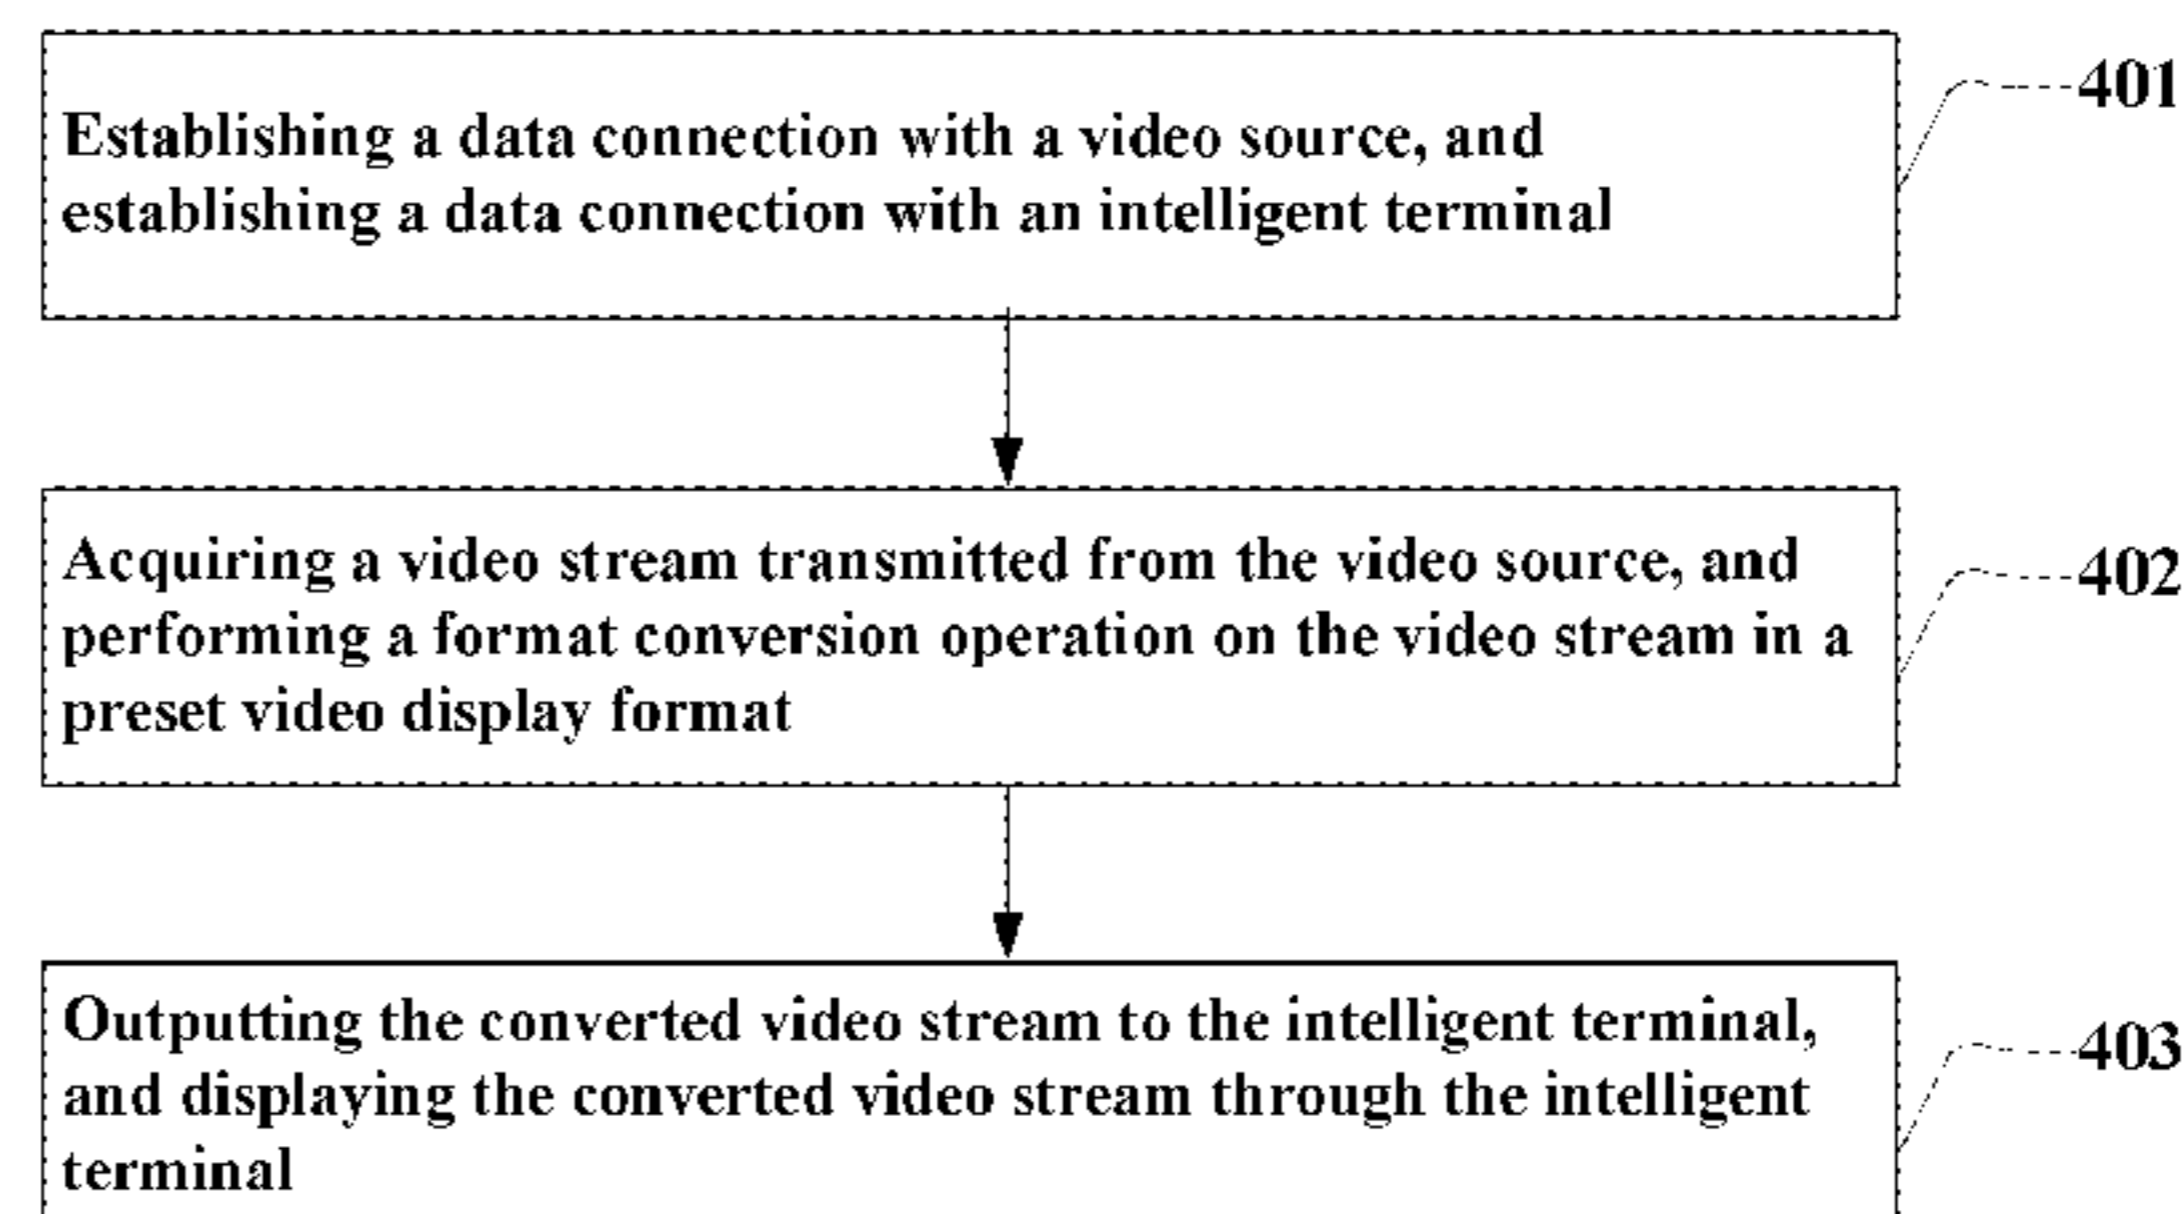 401
Establishing a data connection with a video source, and
establishing a data connection with an intelligent terminal
402
Acquiring a video stream transmitted from the video source, and
performing a format conversion operation on the video stream in a
preset video display format
403
Outputting the converted video stream to the intelligent terminal,
and displaying the converted video stream through the intelligent
terminal